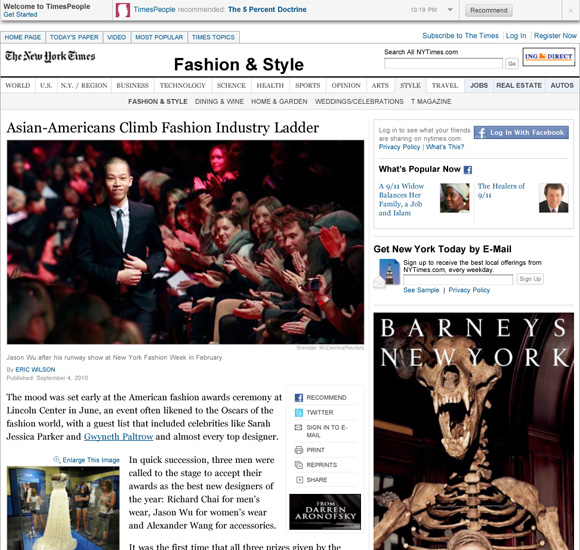 Welcome to TimesPeople
Get Started
TimesPeople recommended: The 5 Percent Doctrine
10:19 PM
Recommend
HOME PAGE
TODAY'S PAPER
VIDEO
MOST POPULAR
TIMES TOPICS
Subscribe to The Times
Log In
Register Now
The New York Times
Fashion & Style
Search All NYTimes.com
Go
ING DIRECT
WORLD
U.S.
N.Y. / REGION
BUSINESS
TECHNOLOGY
SCIENCE
HEALTH
SPORTS
OPINION
ARTS
STYLE
TRAVEL
JOBS
REAL ESTATE
AUTOS
FASHION & STYLE
DINING & WINE
HOME & GARDEN
WEDDINGS/CELEBRATIONS
T MAGAZINE
Asian-Americans Climb Fashion Industry Ladder
Brendan McDermid/Reuters
Jason Wu after his runway show at New York Fashion Week in February.
By ERIC WILSON
Published: September 4, 2010
The mood was set early at the American fashion awards ceremony at
Lincoln Center in June, an event often likened to the Oscars of the
fashion world, with a guest list that included celebrities like Sarah
Jessica Parker and Gwyneth Paltrow and almost every top designer.
Enlarge This Image
In quick succession, three men were
called to the stage to accept their
awards as the best new designers of
the year: Richard Chai for men's
wear, Jason Wu for women's wear
and Alexander Wang for accessories.
It was the first time that all three prizes given by the
RECOMMEND
TWITTER
SIGN IN TO E-
MAIL
PRINT
REPRINTS
SHARE
FROM
DARREN
ARONOFSKY
Log in to see what your friends
are sharing on nytimes.com.
Privacy Policy | What's This?
Log In With Facebook
What's Popular Now
A 9/11 Widow
Balances Her
Family, a Job
and Islam
The Healers of
9/11
Get New York Today by E-Mail
Sign up to receive the best local offerings from
NYTimes.com, every weekday.
Sign Up
See Sample | Privacy Policy
BARNEYS
NEW YORK